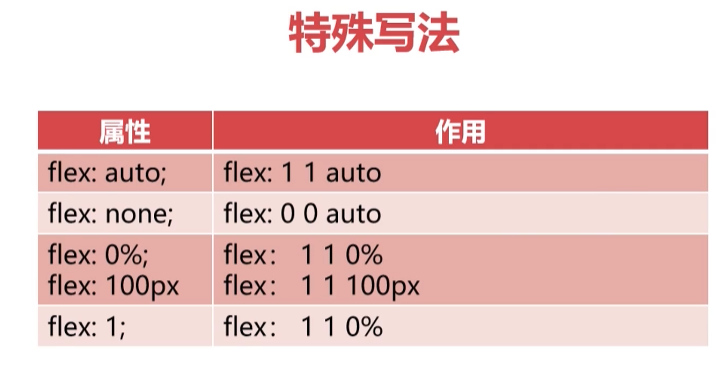 特殊写法
属性 作用
flex: auto; flex: 1 1 auto
flex: none; flex: 0 0 auto
flex: 0%; flex： 1 1 0%
flex: 100px flex： 1 1 100px
flex: 1; flex： 1 1 0%